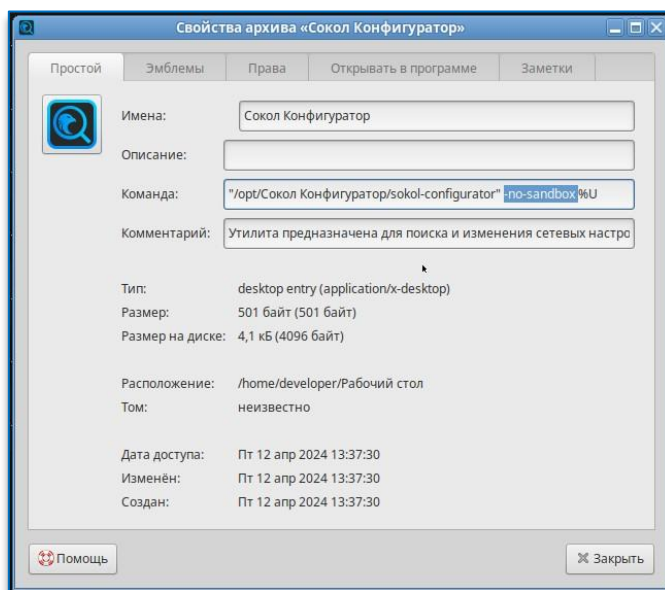 Свойства архива «Сокол Конфигуратор»
Простой Эмблемы Права Открывать в программе Заметки
Имена: Сокол Конфигуратор
Описание:
Команда: "/opt/Сокол Конфигуратор/sokol-configurator" -no-sandbox %U
Комментарий: Утилита предназначена для поиска и изменения сетевых настро
Тип: desktop entry (application/x-desktop)
Размер: 501 байт (501 байт)
Размер на диске: 4,1 кБ (4096 байт)
Расположение: /home/developer/Рабочий стол
Том: неизвестно
Дата доступа: Пт 12 апр 2024 13:37:30
Изменён: Пт 12 апр 2024 13:37:30
Создан: Пт 12 апр 2024 13:37:30
Помощь Закрыть